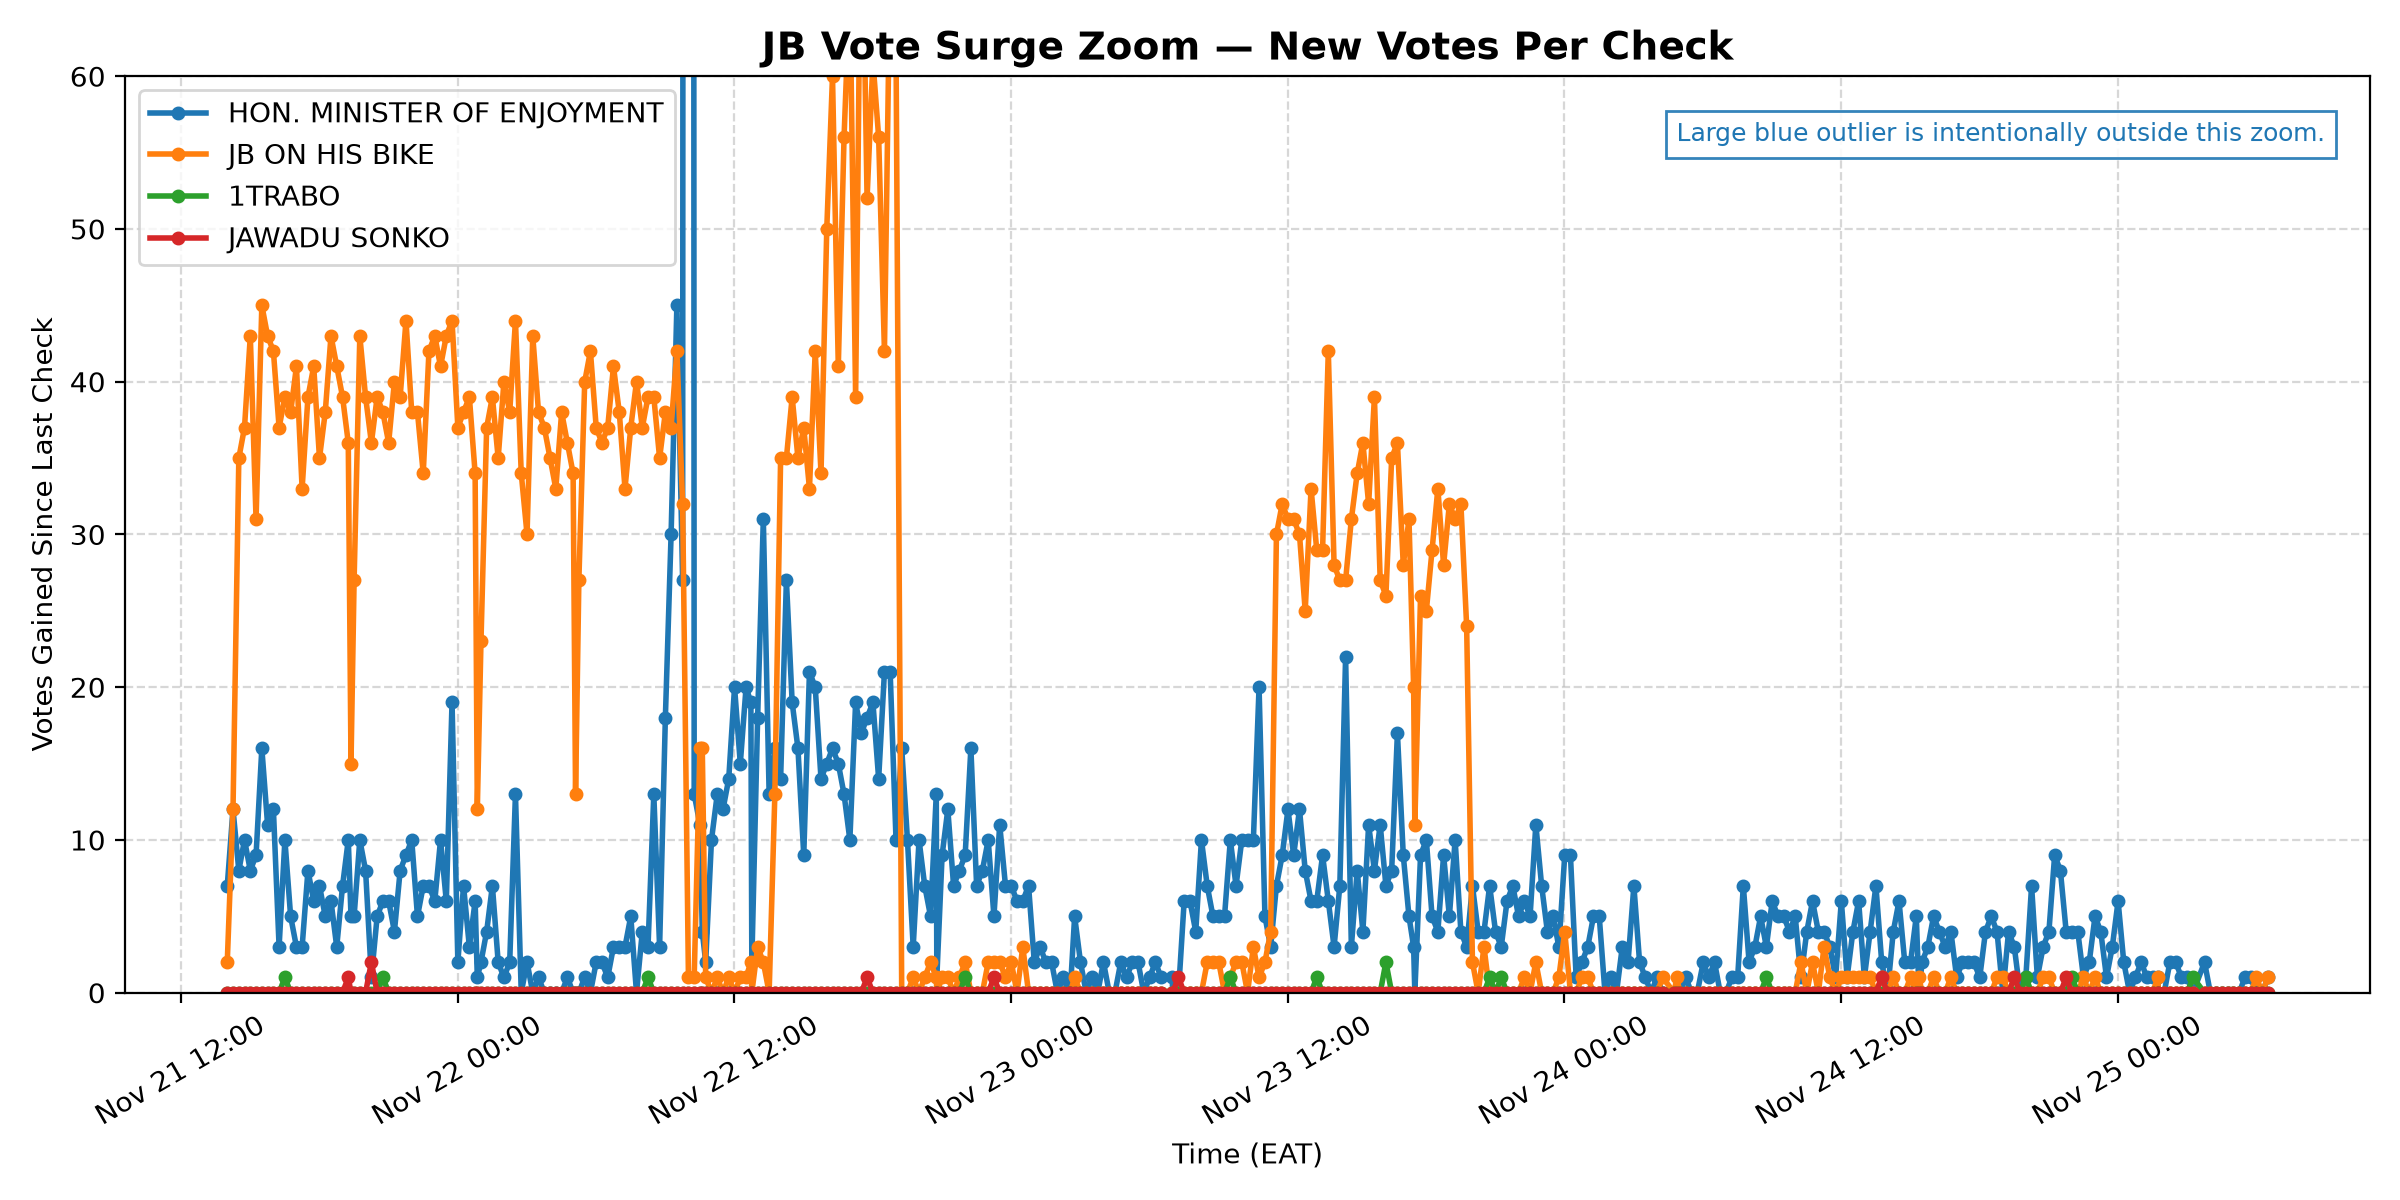 JB Vote Surge Zoom — New Votes Per Check
60
50
40
30
20
10
0
Votes Gained Since Last Check
HON. MINISTER OF ENJOYMENT
JB ON HIS BIKE
1TRABO
JAWADU SONKO
Large blue outlier is intentionally outside this zoom.
Nov 21 12:00
Nov 22 00:00
Nov 22 12:00
Nov 23 00:00
Nov 23 12:00
Nov 24 00:00
Nov 24 12:00
Nov 25 00:00
Time (EAT)